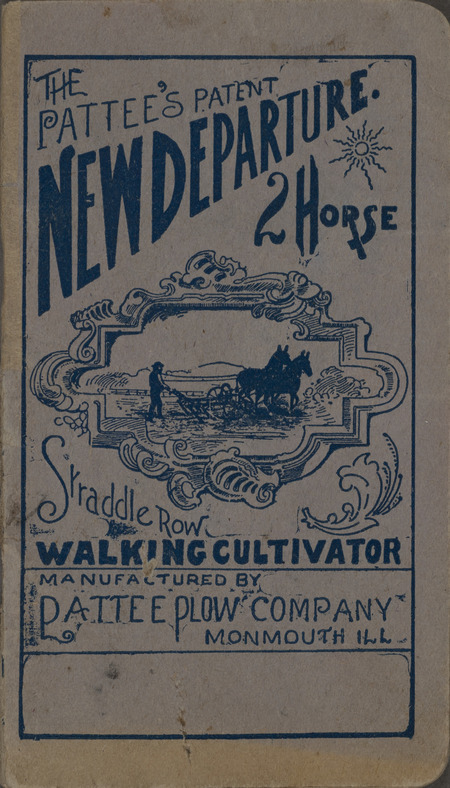 THE
PATTEE'S PATENT
NEW DEPARTURE.
2 HORSE
Straddle Row
WALKING CULTIVATOR
MANUFACTURED BY
PATTEE PLOW COMPANY
MONMOUTH ILL